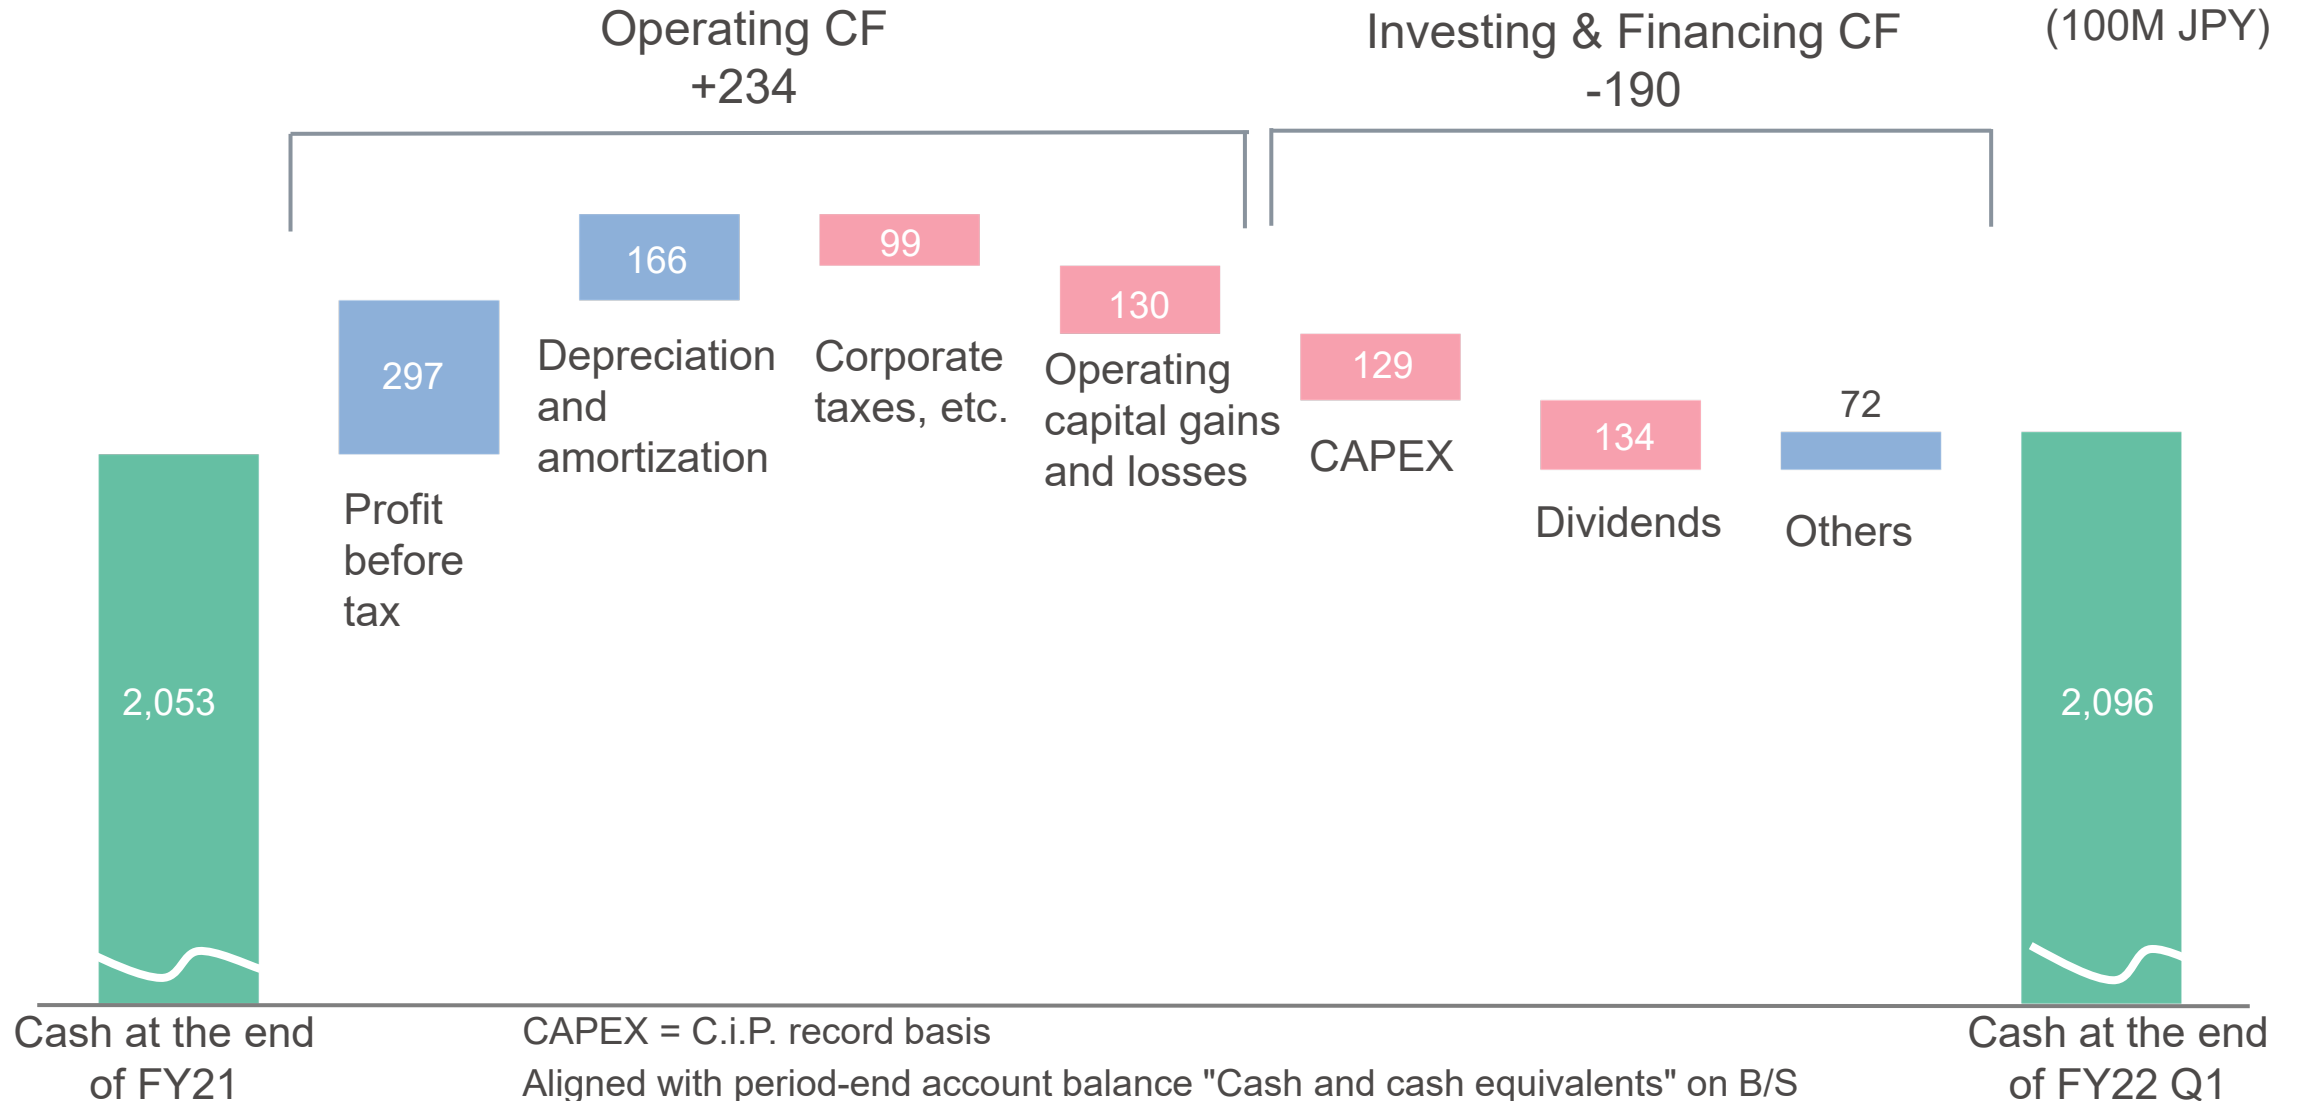 Operating CF
+234
Investing & Financing CF
-190
(100M JPY)
2,053
297
Profit
before
tax
166
Depreciation
and
amortization
99
Corporate
taxes, etc.
130
Operating
capital gains
and losses
129
CAPEX
134
Dividends
72
Others
2,096
Cash at the end
of FY21
CAPEX = C.i.P. record basis
Aligned with period-end account balance "Cash and cash equivalents" on B/S
Cash at the end
of FY22 Q1